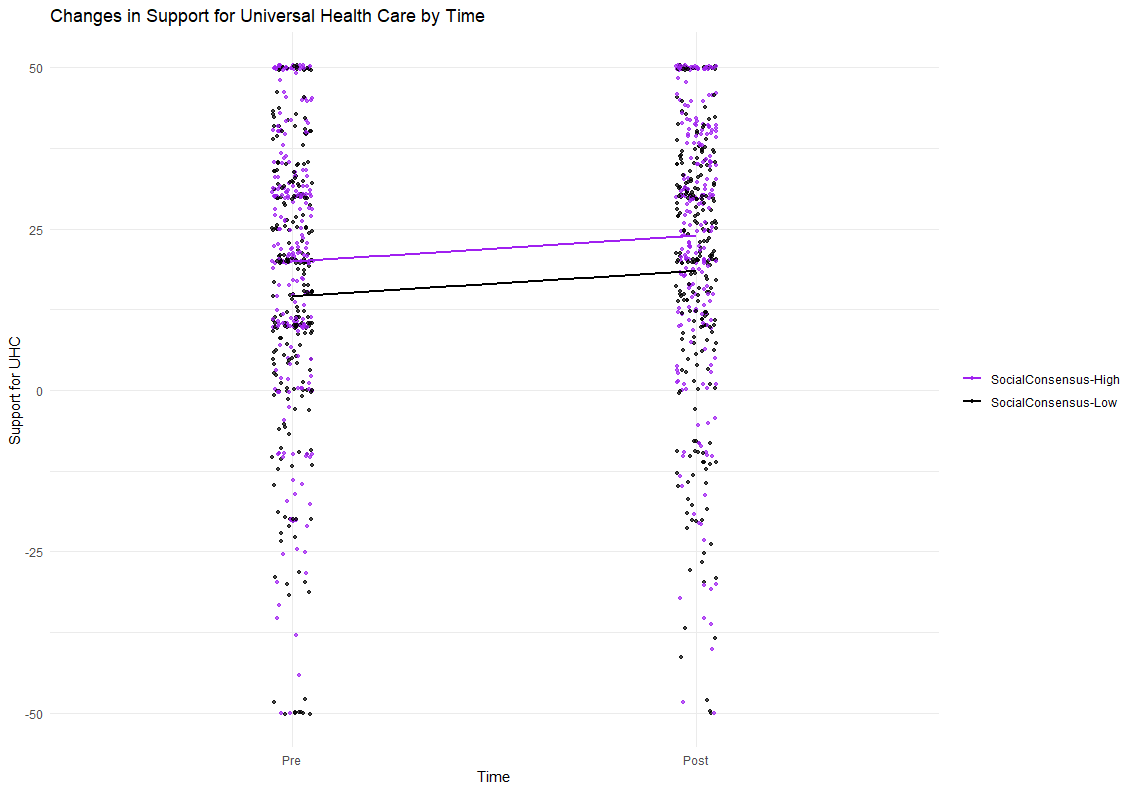 Changes in Support for Universal Health Care by Time
50
25
0
-25
-50
Support for UHC
Pre
Post
Time
SocialConsensus-High
SocialConsensus-Low